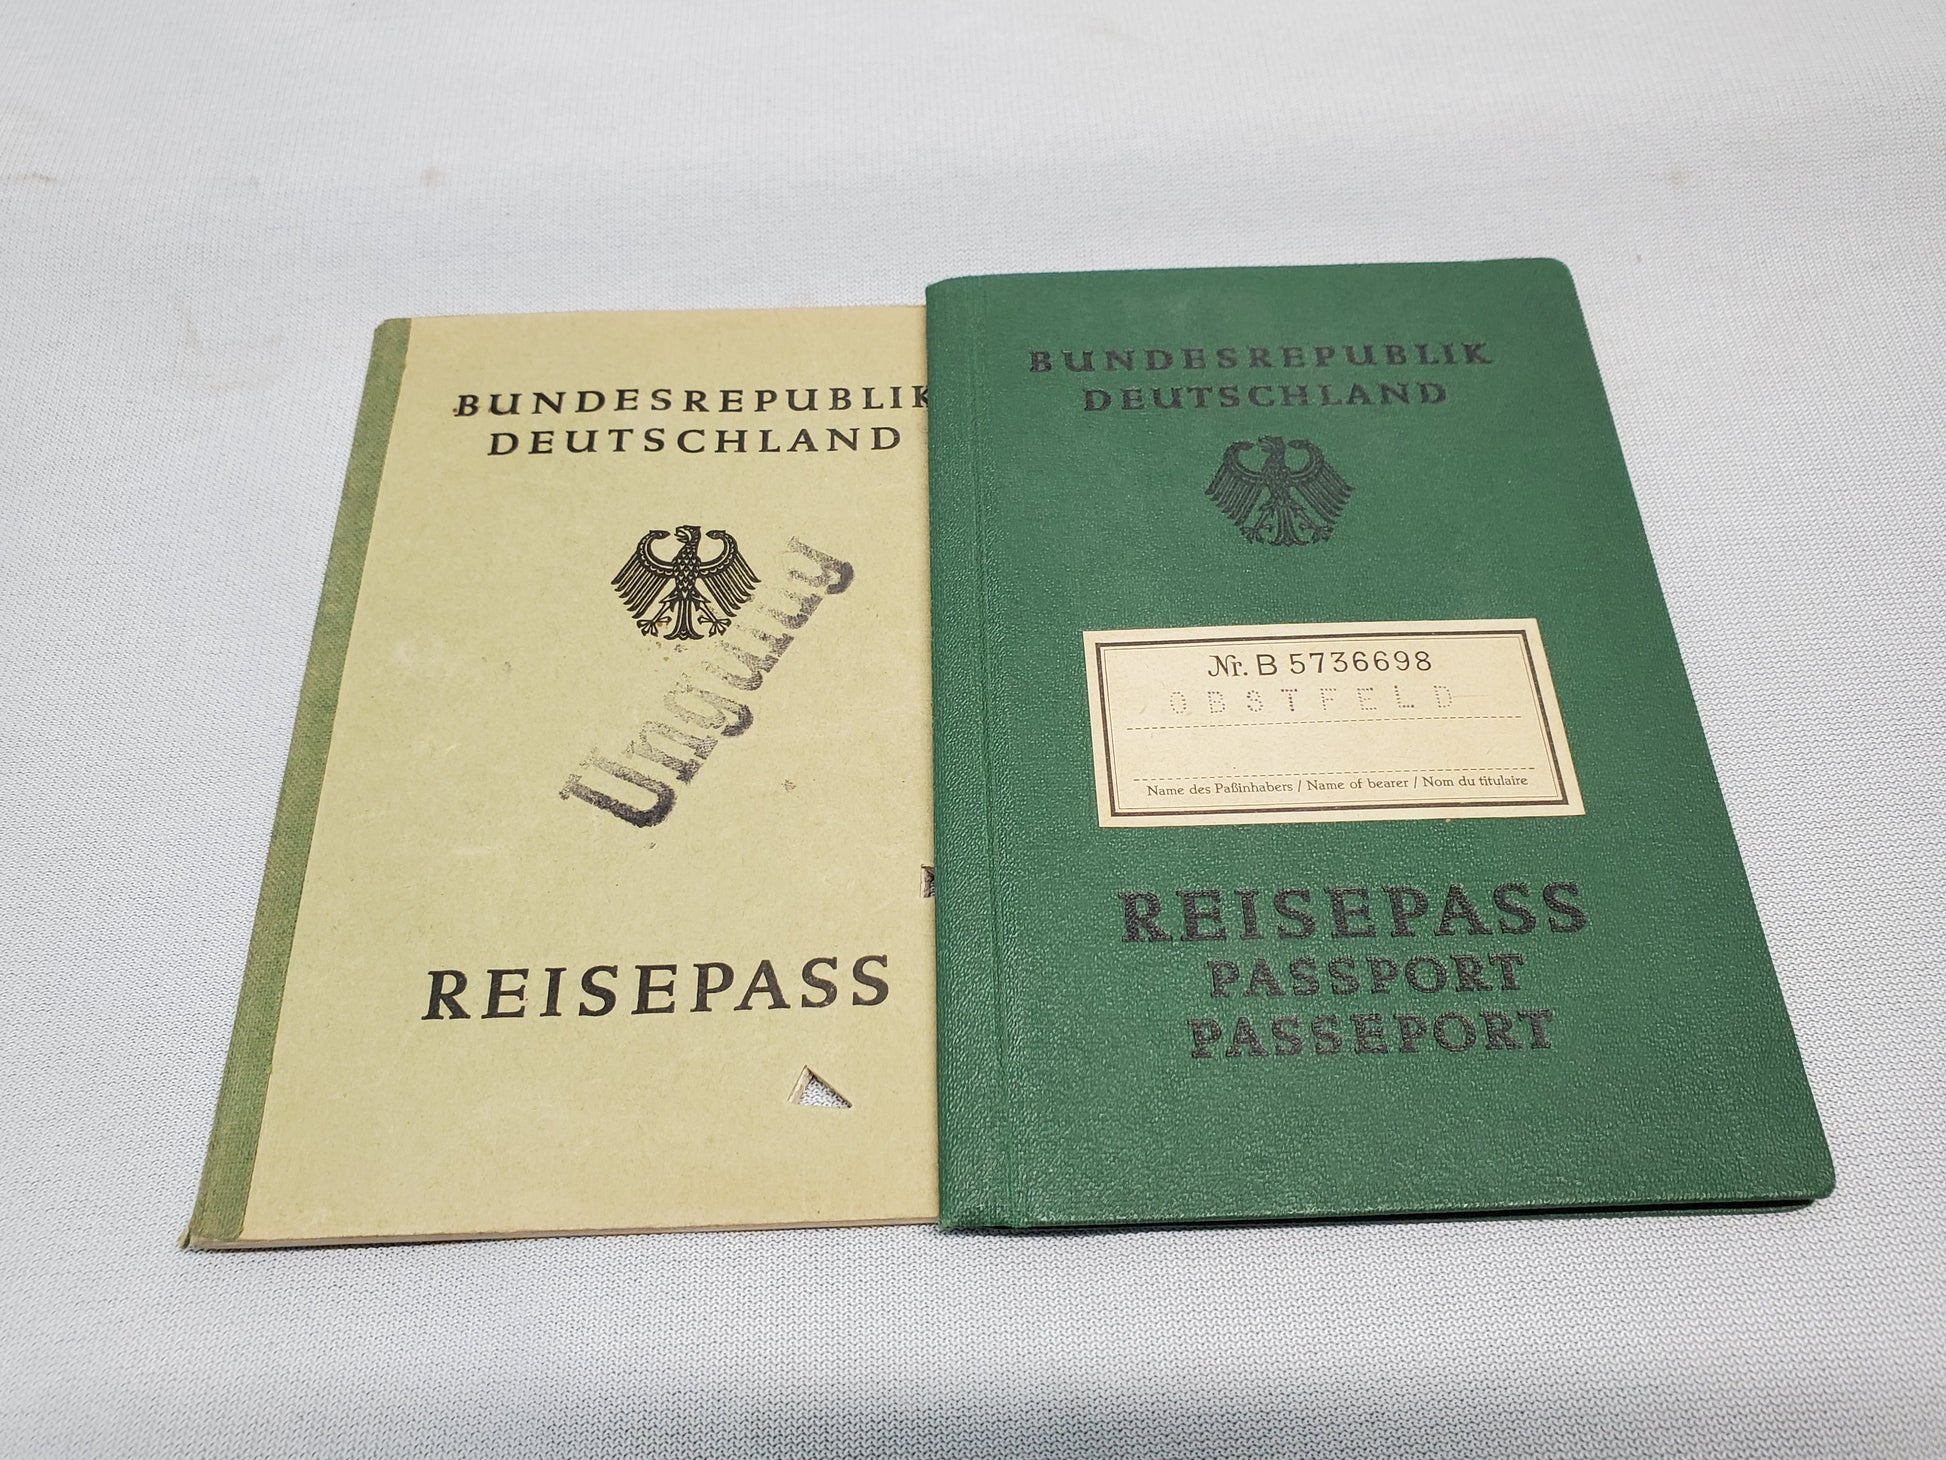 BUNDESREPUBLIK
DEUTSCHLAND
Ungültig
REISEPASS
BUNDESREPUBLIK
DEUTSCHLAND
Nr. B 5736698
OBSTFELD
Name des Paßinhabers / Name of bearer / Nom du titulaire
REISEPASS
PASSPORT
PASSEPORT